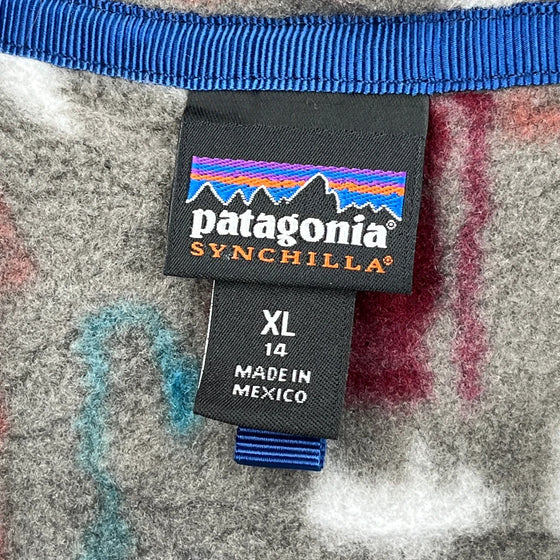 patagonia®
SYNCHILLA®
XL
14
MADE IN
MEXICO